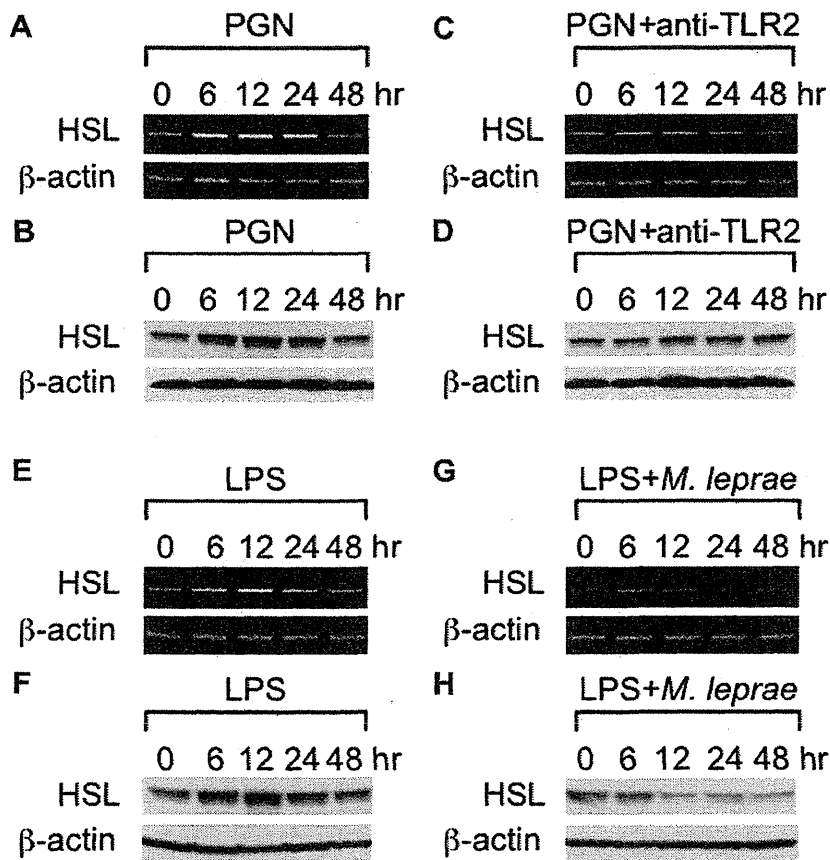 A
PGN
0 6 12 24 48 hr
HSL
β-actin
B
PGN
0 6 12 24 48 hr
HSL
β-actin
C
PGN+anti-TLR2
0 6 12 24 48 hr
D
PGN+anti-TLR2
0 6 12 24 48 hr
HSL
β-actin
HSL
β-actin
E
LPS
0 6 12 24 48 hr
HSL
β-actin
F
LPS
0 6 12 24 48 hr
HSL
β-actin
G
LPS+M. leprae
0 6 12 24 48 hr
HSL
β-actin
H
LPS+M. leprae
0 6 12 24 48 hr
HSL
β-actin